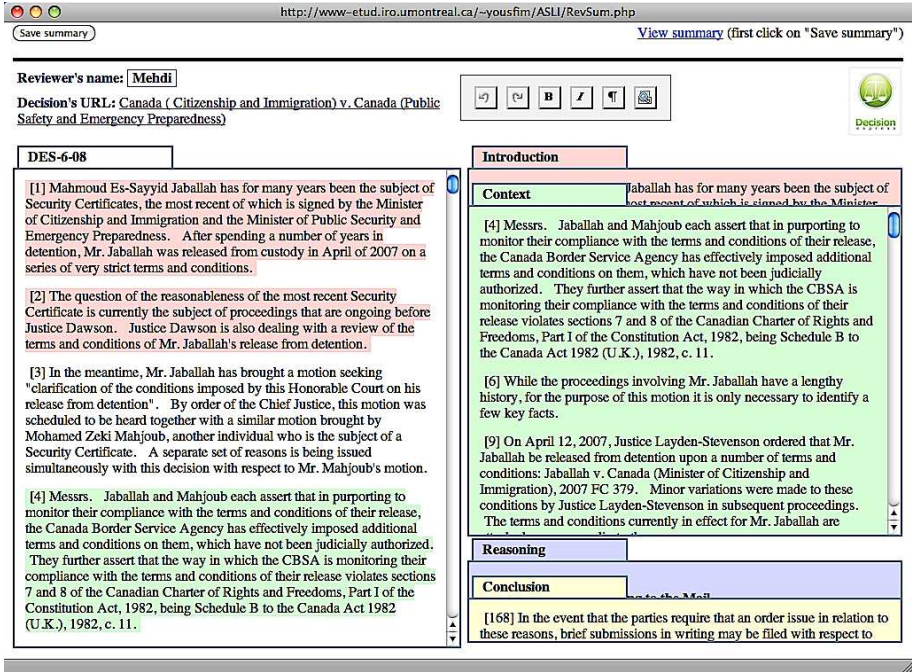 http://www-etud.iro.umontreal.ca/~yousfim/ASLI/RevSum.php
Save summary
View summary (first click on "Save summary")
Reviewer's name: Mehdi
Decision's URL: Canada ( Citizenship and Immigration) v. Canada (Public
Safety and Emergency Preparedness)
B I ¶
Decision
express
DES-6-08
[1] Mahmoud Es-Sayyid Jaballah has for many years been the subject of
Security Certificates, the most recent of which is signed by the Minister
of Citizenship and Immigration and the Minister of Public Security and
Emergency Preparedness. After spending a number of years in
detention, Mr. Jaballah was released from custody in April of 2007 on a
series of very strict terms and conditions.
[2] The question of the reasonableness of the most recent Security
Certificate is currently the subject of proceedings that are ongoing before
Justice Dawson. Justice Dawson is also dealing with a review of the
terms and conditions of Mr. Jaballah's release from detention.
[3] In the meantime, Mr. Jaballah has brought a motion seeking
"clarification of the conditions imposed by this Honorable Court on his
release from detention". By order of the Chief Justice, this motion was
scheduled to be heard together with a similar motion brought by
Mohamed Zeki Mahjoub, another individual who is the subject of a
Security Certificate. A separate set of reasons is being issued
simultaneously with this decision with respect to Mr. Mahjoub's motion.
[4] Messrs. Jaballah and Mahjoub each assert that in purporting to
monitor their compliance with the terms and conditions of their release,
the Canada Border Service Agency has effectively imposed additional
terms and conditions on them, which have not been judicially authorized.
They further assert that the way in which the CBSA is monitoring their
compliance with the terms and conditions of their release violates sections
7 and 8 of the Canadian Charter of Rights and Freedoms, Part I of the
Constitution Act, 1982, being Schedule B to the Canada Act 1982
(U.K.), 1982, c. 11.
Introduction
Jaballah has for many years been the subject of
most recent of which is signed by the Minister
Context
[4] Messrs. Jaballah and Mahjoub each assert that in purporting to
monitor their compliance with the terms and conditions of their release,
the Canada Border Service Agency has effectively imposed additional
terms and conditions on them, which have not been judicially
authorized. They further assert that the way in which the CBSA is
monitoring their compliance with the terms and conditions of their
release violates sections 7 and 8 of the Canadian Charter of Rights and
Freedoms, Part I of the Constitution Act, 1982, being Schedule B to
the Canada Act 1982 (U.K.), 1982, c. 11.
[6] While the proceedings involving Mr. Jaballah have a lengthy
history, for the purpose of this motion it is only necessary to identify a
few key facts.
[9] On April 12, 2007, Justice Layden-Stevenson ordered that Mr.
Jaballah be released from detention upon a number of terms and
conditions: Jaballah v. Canada (Minister of Citizenship and
Immigration), 2007 FC 379. Minor variations were made to these
conditions by Justice Layden-Stevenson in subsequent proceedings.
The terms and conditions currently in effect for Mr. Jaballah are
Reasoning
to the Mail
Conclusion
[168] In the event that the parties require that an order issue in relation to
these reasons, brief submissions in writing may be filed with respect to